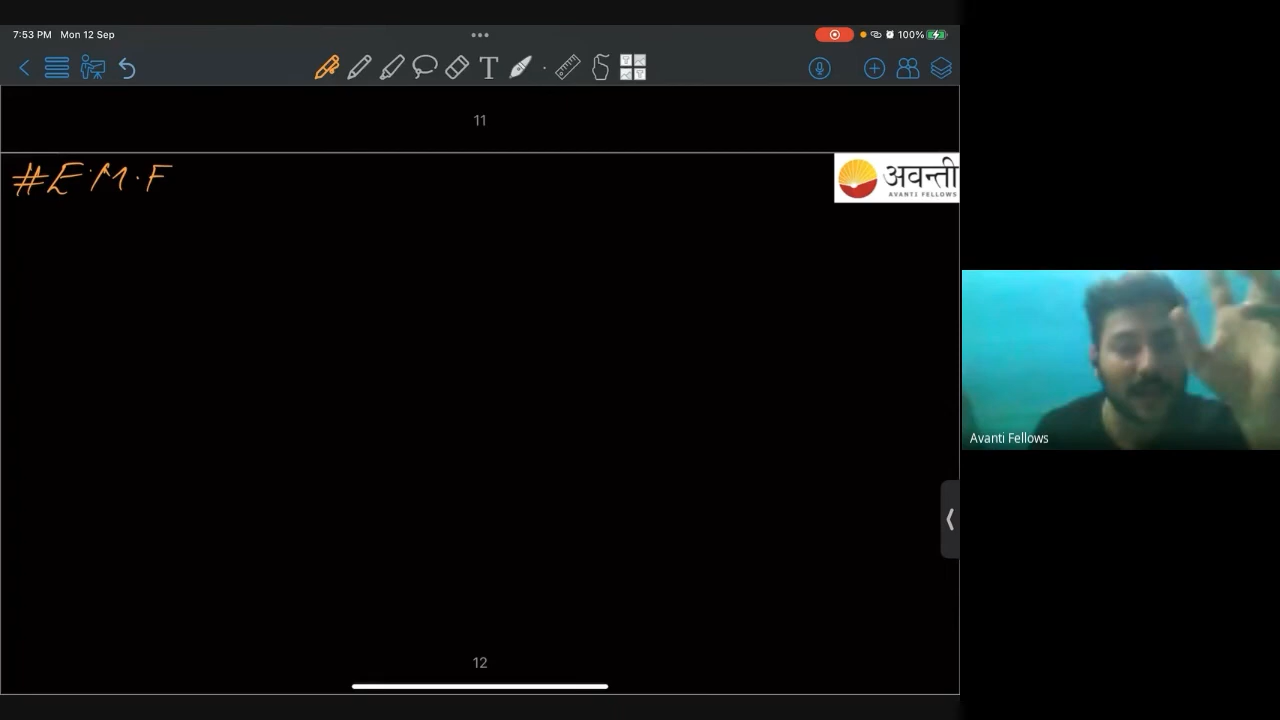 7:53 PM Mon 12 Sep
100%
T
11
#E.M.F
अवन्ती
AVANTI FELLOWS
Avanti Fellows
12